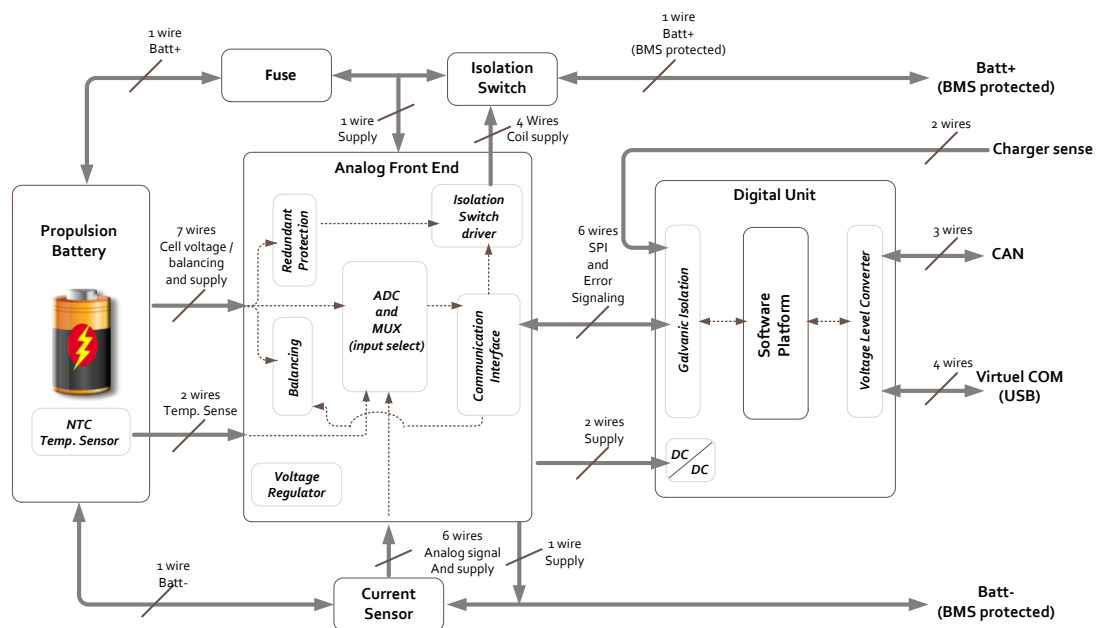 1 wire
Batt+
Fuse
Isolation
Switch
1 wire
Batt+
(BMS protected)
Batt+
(BMS protected)
1 wire
Supply
4 Wires
Coil supply
2 wires
Charger sense
Analog Front End
Digital Unit
Propulsion
Battery
7 wires
Cell voltage /
balancing
and supply
Redundant
Protection
Isolation
Switch
driver
6 wires
SPI
and
Error
Signaling
3 wires
CAN
ADC
and
MUX
(input select)
Communication
Interface
Balancing
Galvanic Isolation
Software
Platform
Voltage Level Converter
4 wires
Virtuel COM
(USB)
2 wires
Temp. Sense
NTC
Temp. Sensor
2 wires
Supply
DC
DC
Voltage
Regulator
6 wires
Analog signal
And supply
1 wire
Supply
1 wire
Batt-
Current
Sensor
Batt-
(BMS protected)